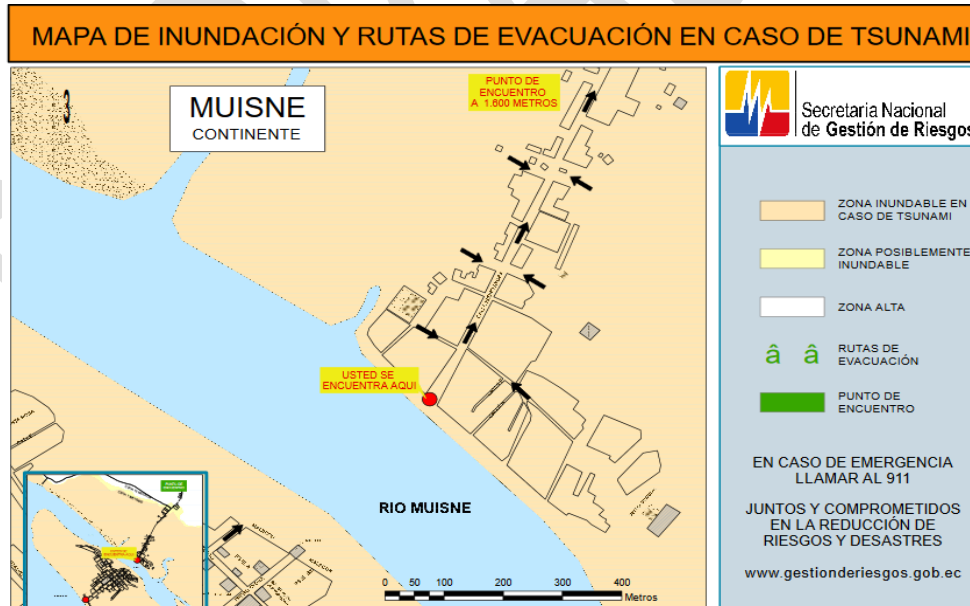 MAPA DE INUNDACIÓN Y RUTAS DE EVACUACIÓN EN CASO DE TSUNAMI
MUISNE
CONTINENTE
PUNTO DE
ENCUENTRO
A 1.600 METROS
USTED SE
ENCUENTRA AQUI
RIO MUISNE
0 50 100 200 300 400
Metros
Secretaría Nacional
de Gestión de Riesgos
ZONA INUNDABLE EN
CASO DE TSUNAMI
ZONA POSIBLEMENTE
INUNDABLE
ZONA ALTA
â â
RUTAS DE
EVACUACIÓN
PUNTO DE
ENCUENTRO
EN CASO DE EMERGENCIA
LLAMAR AL 911
JUNTOS Y COMPROMETIDOS
EN LA REDUCCIÓN DE
RIESGOS Y DESASTRES
www.gestionderiesgos.gob.ec